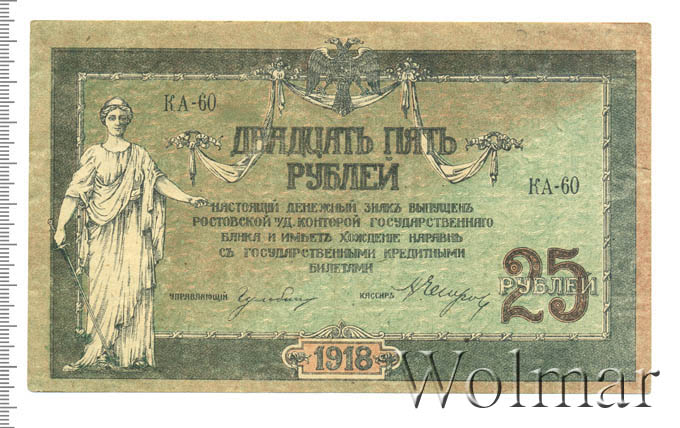 КА-60
ДВАДЦАТЬ ПЯТЬ
РУБЛЕЙ
КА-60
НАСТОЯЩІЙ ДЕНЕЖНЫЙ ЗНАКЪ ВЫПУЩЕНЪ
РОСТОВСКОЙ Н/Д. КОНТОРОЙ ГОСУДАРСТВЕННАГО
БАНКА И ИМѢЕТЪ ХОЖДЕНІЕ НАРАВНѢ
СЪ ГОСУДАРСТВЕННЫМИ КРЕДИТНЫМИ
БИЛЕТАМИ
25
РУБЛЕЙ
УПРАВЛЯЮЩІЙ
КАССИРЪ
1918
Wolmar